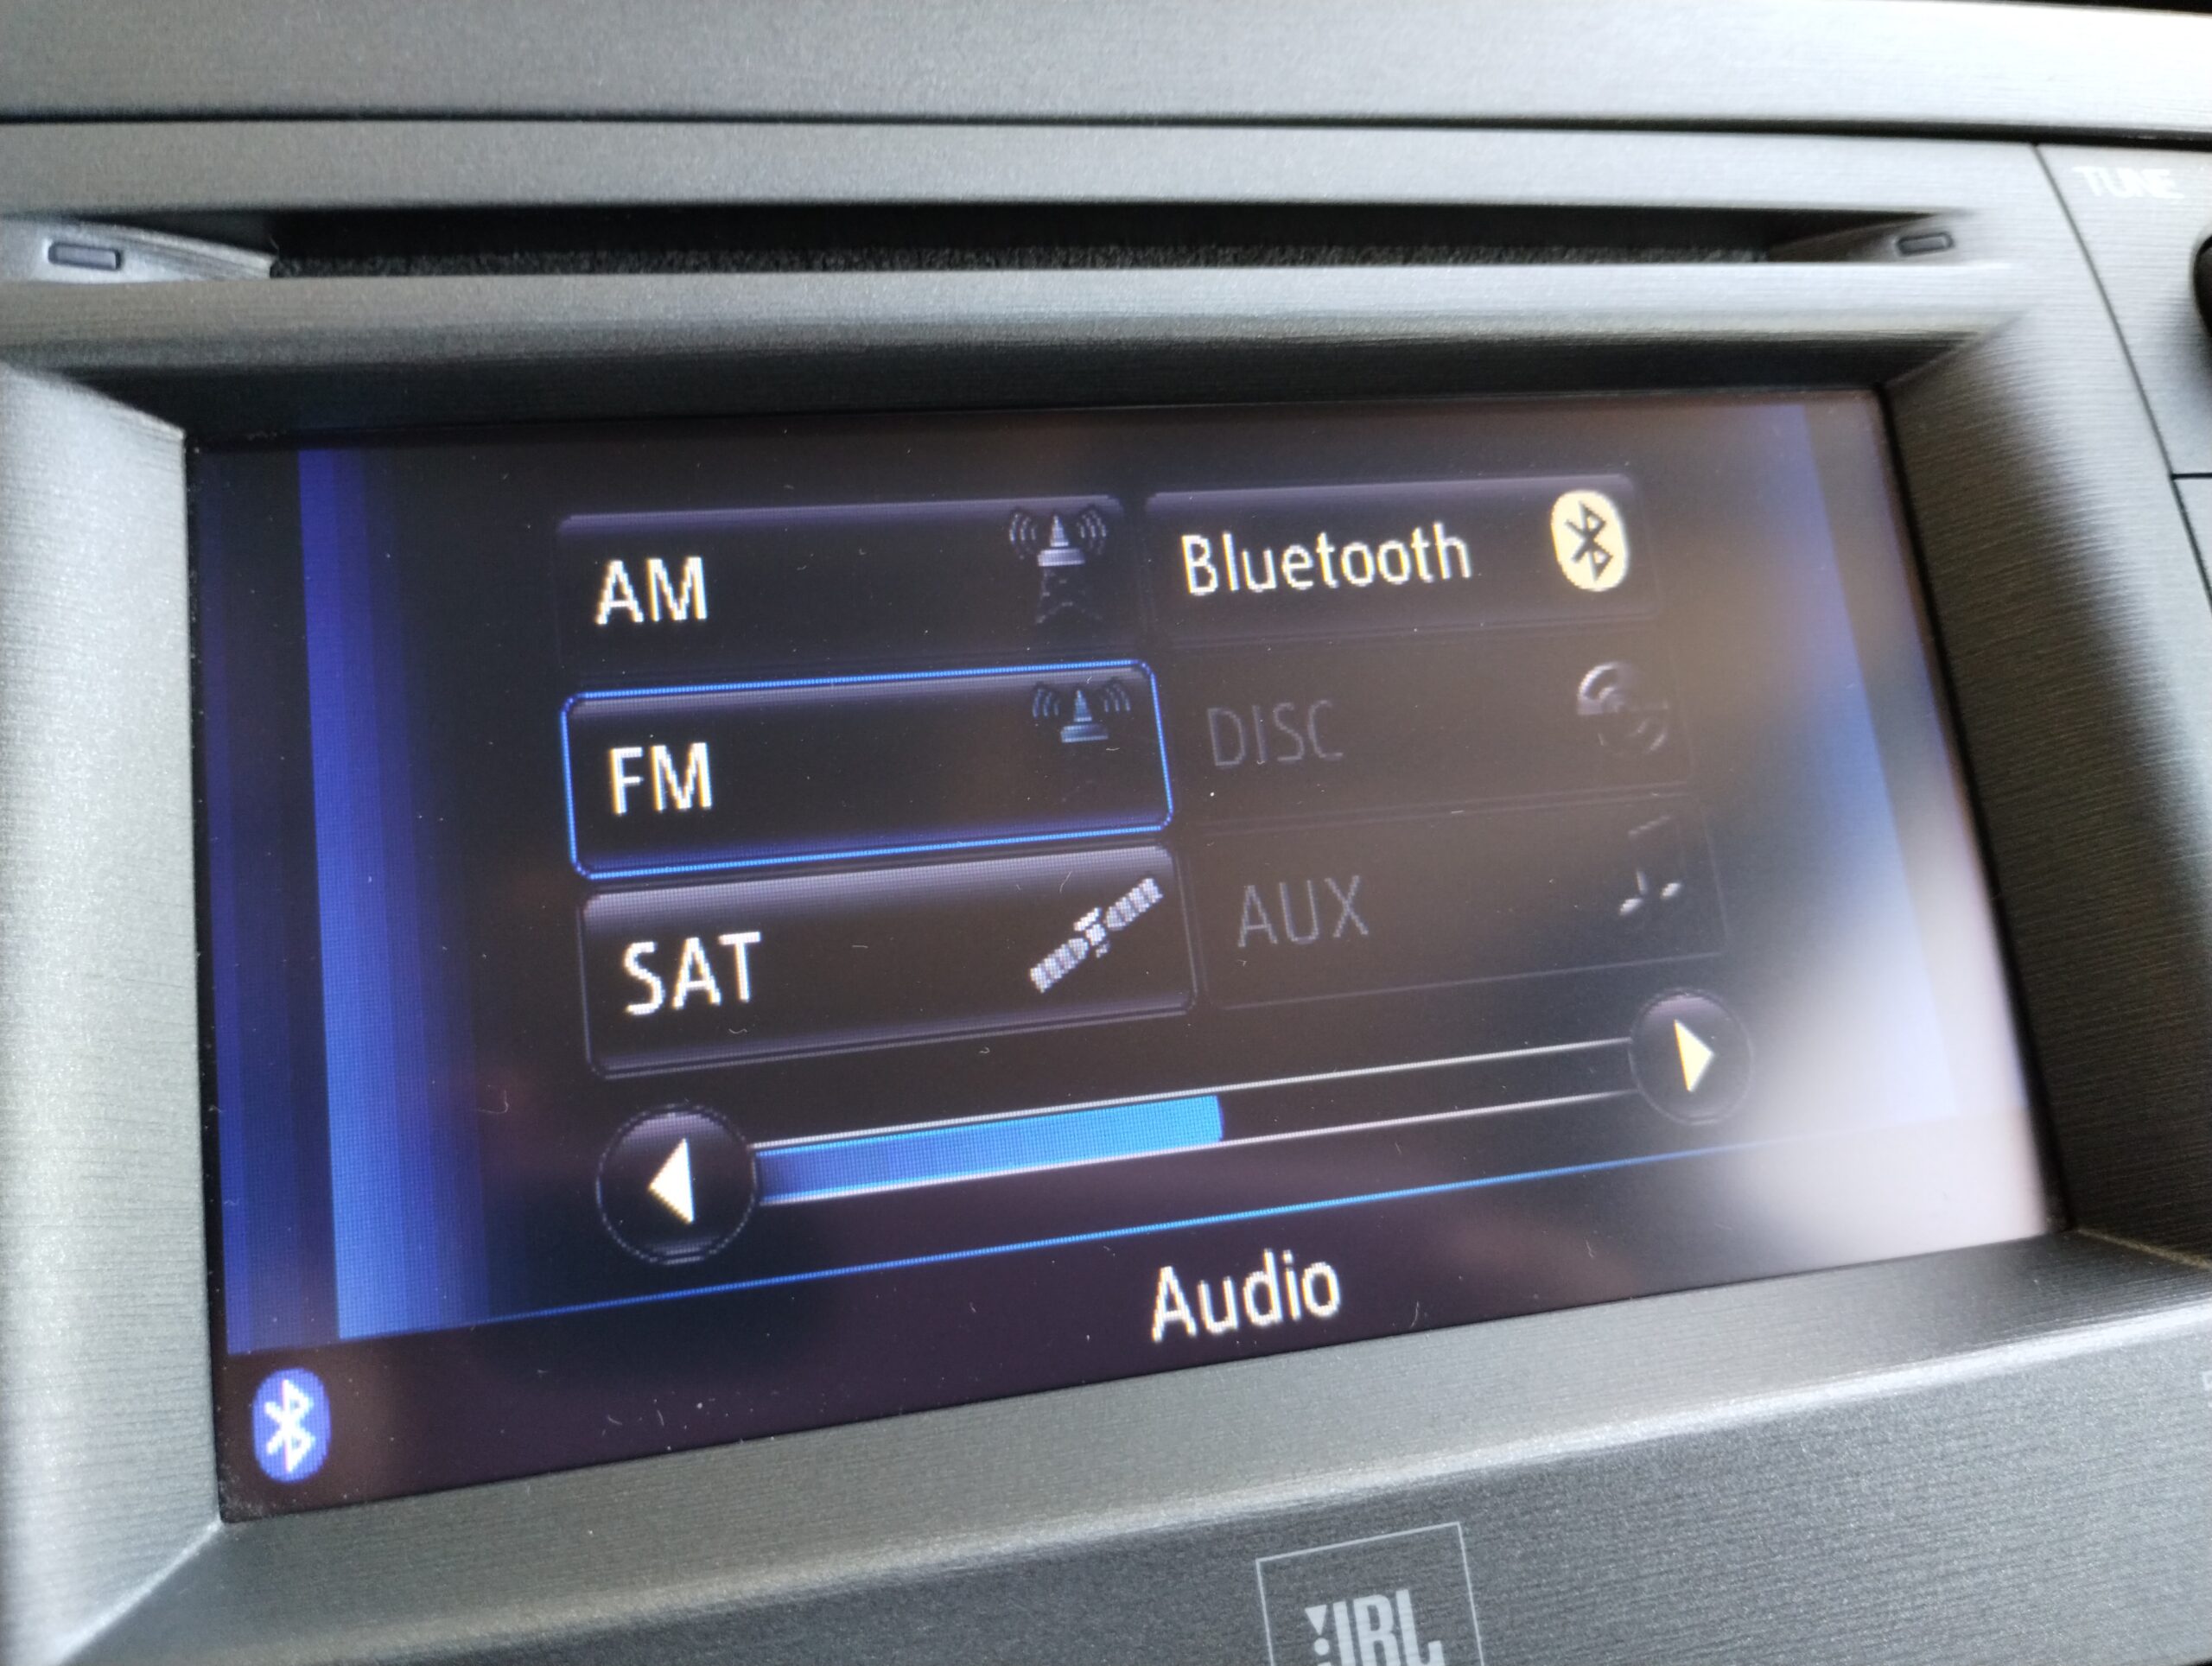 TUNE
AM
Bluetooth
FM
DISC
SAT
AUX
Audio
JBL